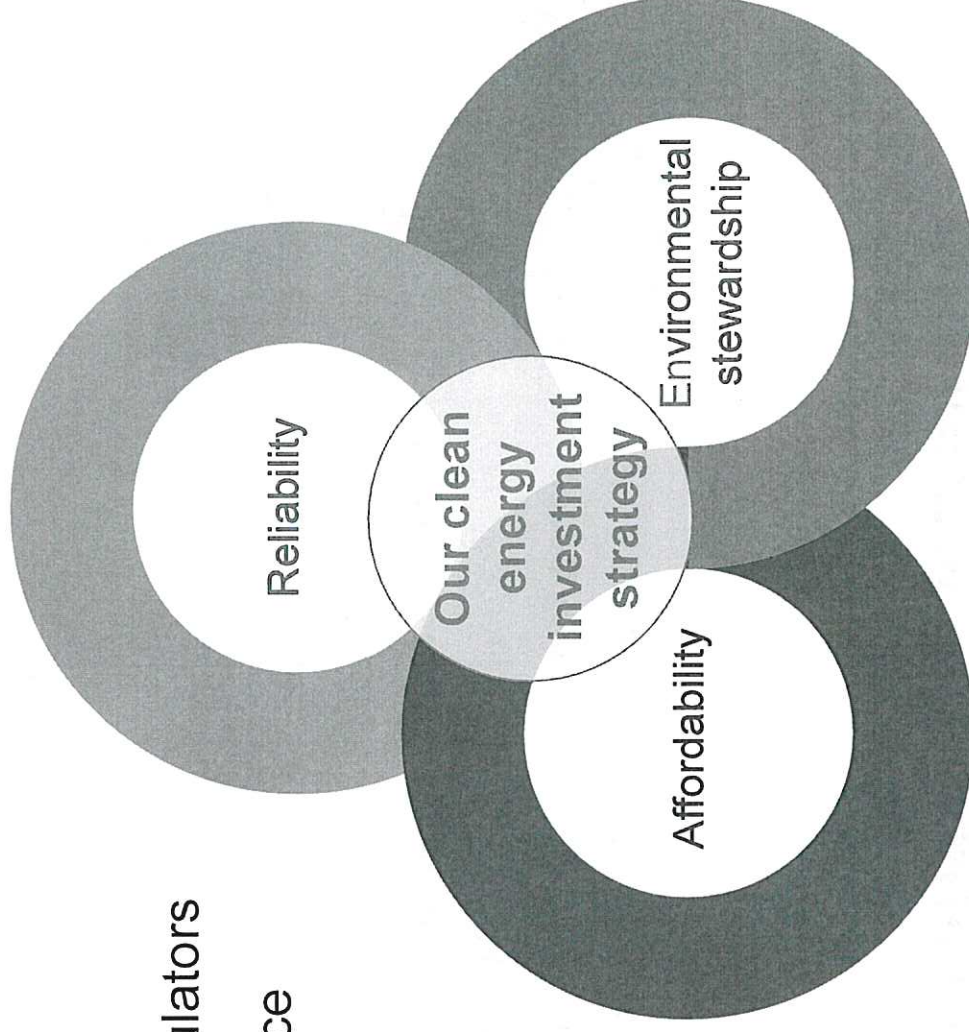 ulators
ce
Reliability
Our clean
energy
investment
strategy
Affordability
Environmental
stewardship